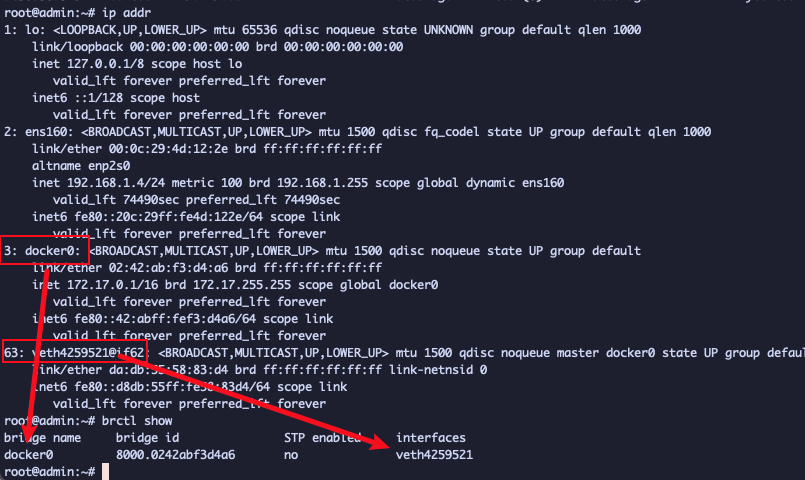 root@admin:~# ip addr
1: lo: <LOOPBACK,UP,LOWER_UP> mtu 65536 qdisc noqueue state UNKNOWN group default qlen 1000
    link/loopback 00:00:00:00:00:00 brd 00:00:00:00:00:00
    inet 127.0.0.1/8 scope host lo
       valid_lft forever preferred_lft forever
    inet6 ::1/128 scope host
       valid_lft forever preferred_lft forever
2: ens160: <BROADCAST,MULTICAST,UP,LOWER_UP> mtu 1500 qdisc fq_codel state UP group default qlen 1000
    link/ether 00:0c:29:4d:12:2e brd ff:ff:ff:ff:ff:ff
    altname enp2s0
    inet 192.168.1.4/24 metric 100 brd 192.168.1.255 scope global dynamic ens160
       valid_lft 74490sec preferred_lft 74490sec
    inet6 fe80::20c:29ff:fe4d:122e/64 scope link
       valid_lft forever preferred_lft forever
3: docker0: <BROADCAST,MULTICAST,UP,LOWER_UP> mtu 1500 qdisc noqueue state UP group default
    link/ether 02:42:ab:f3:d4:a6 brd ff:ff:ff:ff:ff:ff
    inet 172.17.0.1/16 brd 172.17.255.255 scope global docker0
       valid_lft forever preferred_lft forever
    inet6 fe80::42:abff:fef3:d4a6/64 scope link
       valid_lft forever preferred_lft forever
63: veth4259521@if62: <BROADCAST,MULTICAST,UP,LOWER_UP> mtu 1500 qdisc noqueue master docker0 state UP group defau
    link/ether da:db:55:58:83:d4 brd ff:ff:ff:ff:ff:ff link-netnsid 0
    inet6 fe80::d8db:55ff:fe58:83d4/64 scope link
       valid_lft forever preferred_lft forever
root@admin:~# brctl show
bridge name     bridge id               STP enabled     interfaces
docker0         8000.0242abf3d4a6       no              veth4259521
root@admin:~#